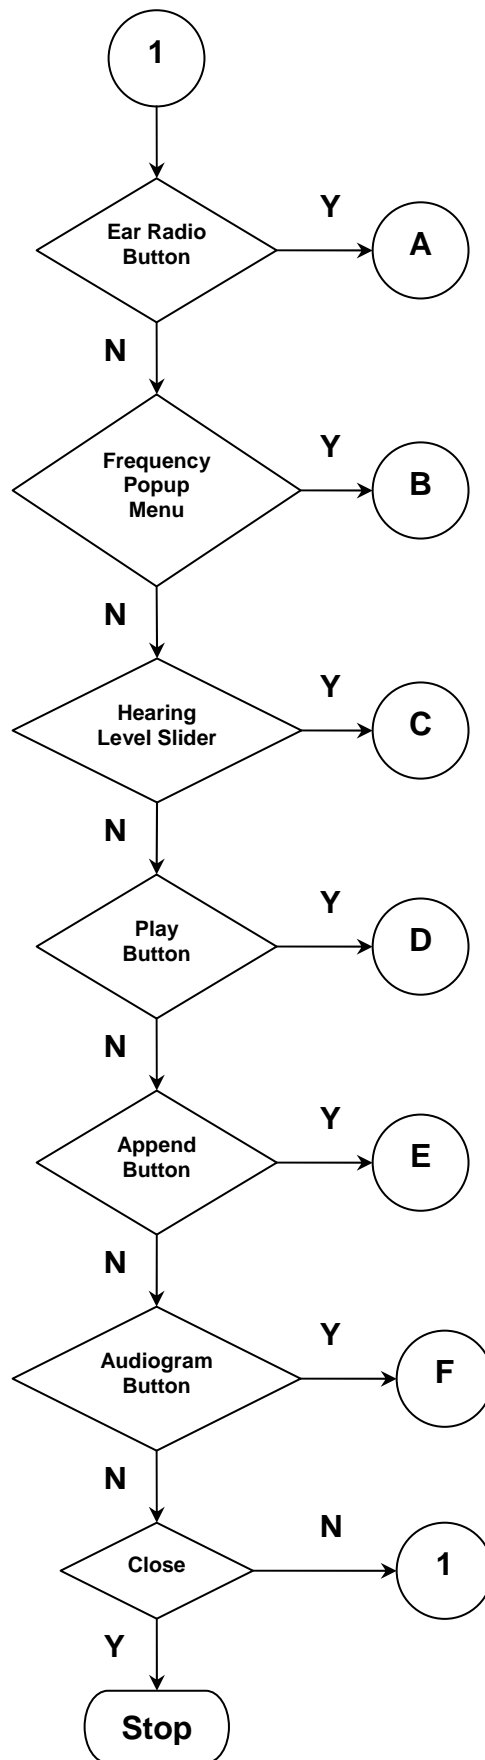 1
Ear Radio
Button
Y
A
N
Frequency
Popup
Menu
Y
B
N
Hearing
Level Slider
Y
C
N
Play
Button
Y
D
N
Append
Button
Y
E
N
Audiogram
Button
Y
F
N
Close
N
1
Y
Stop